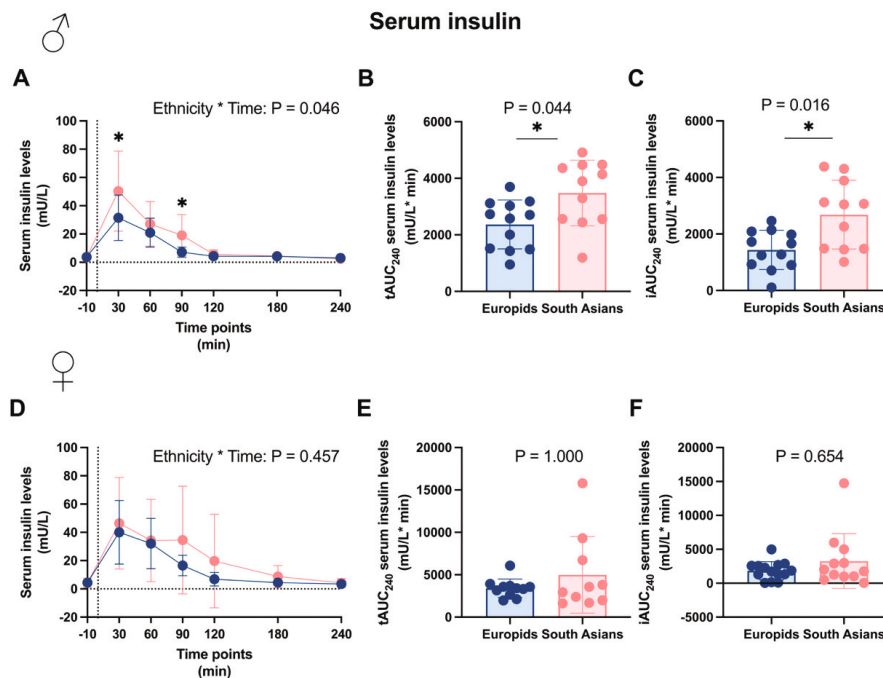 Serum insulin
A
Ethnicity * Time: P = 0.046
*
*
Serum insulin levels
(mU/L)
100
80
60
40
20
0
20
-10 30 60 90 120 180 240
Time points
(min)
B
P = 0.044
*
tAUC240 serum insulin levels
(mU/L* min)
6000
4000
2000
0
Europids South Asians
C
P = 0.016
*
iAUC240 serum insulin levels
(mU/L* min)
6000
4000
2000
0
Europids South Asians
D
Ethnicity * Time: P = 0.457
Serum insulin levels
(mU/L)
100
80
60
40
20
0
-20
-10 30 60 90 120 180 240
Time points
(min)
E
P = 1.000
tAUC240 serum insulin levels
(mU/L* min)
20000
15000
10000
5000
0
Europids South Asians
F
P = 0.654
iAUC240 serum insulin levels
(mU/L* min)
20000
15000
10000
5000
0
-5000
Europids South Asians